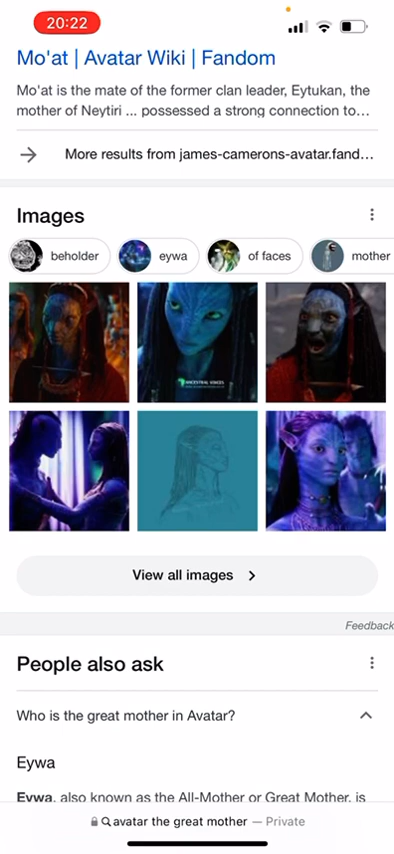 20:22
Mo'at | Avatar Wiki | Fandom
Mo'at is the mate of the former clan leader, Eytukan, the
mother of Neytiri ... possessed a strong connection to…
More results from james-camerons-avatar.fand…
Images
beholder
eywa
of faces
mother
ANCESTRAL VOICES
View all images
Feedback
People also ask
Who is the great mother in Avatar?
Eywa
Eywa, also known as the All-Mother or Great Mother, is
avatar the great mother — Private